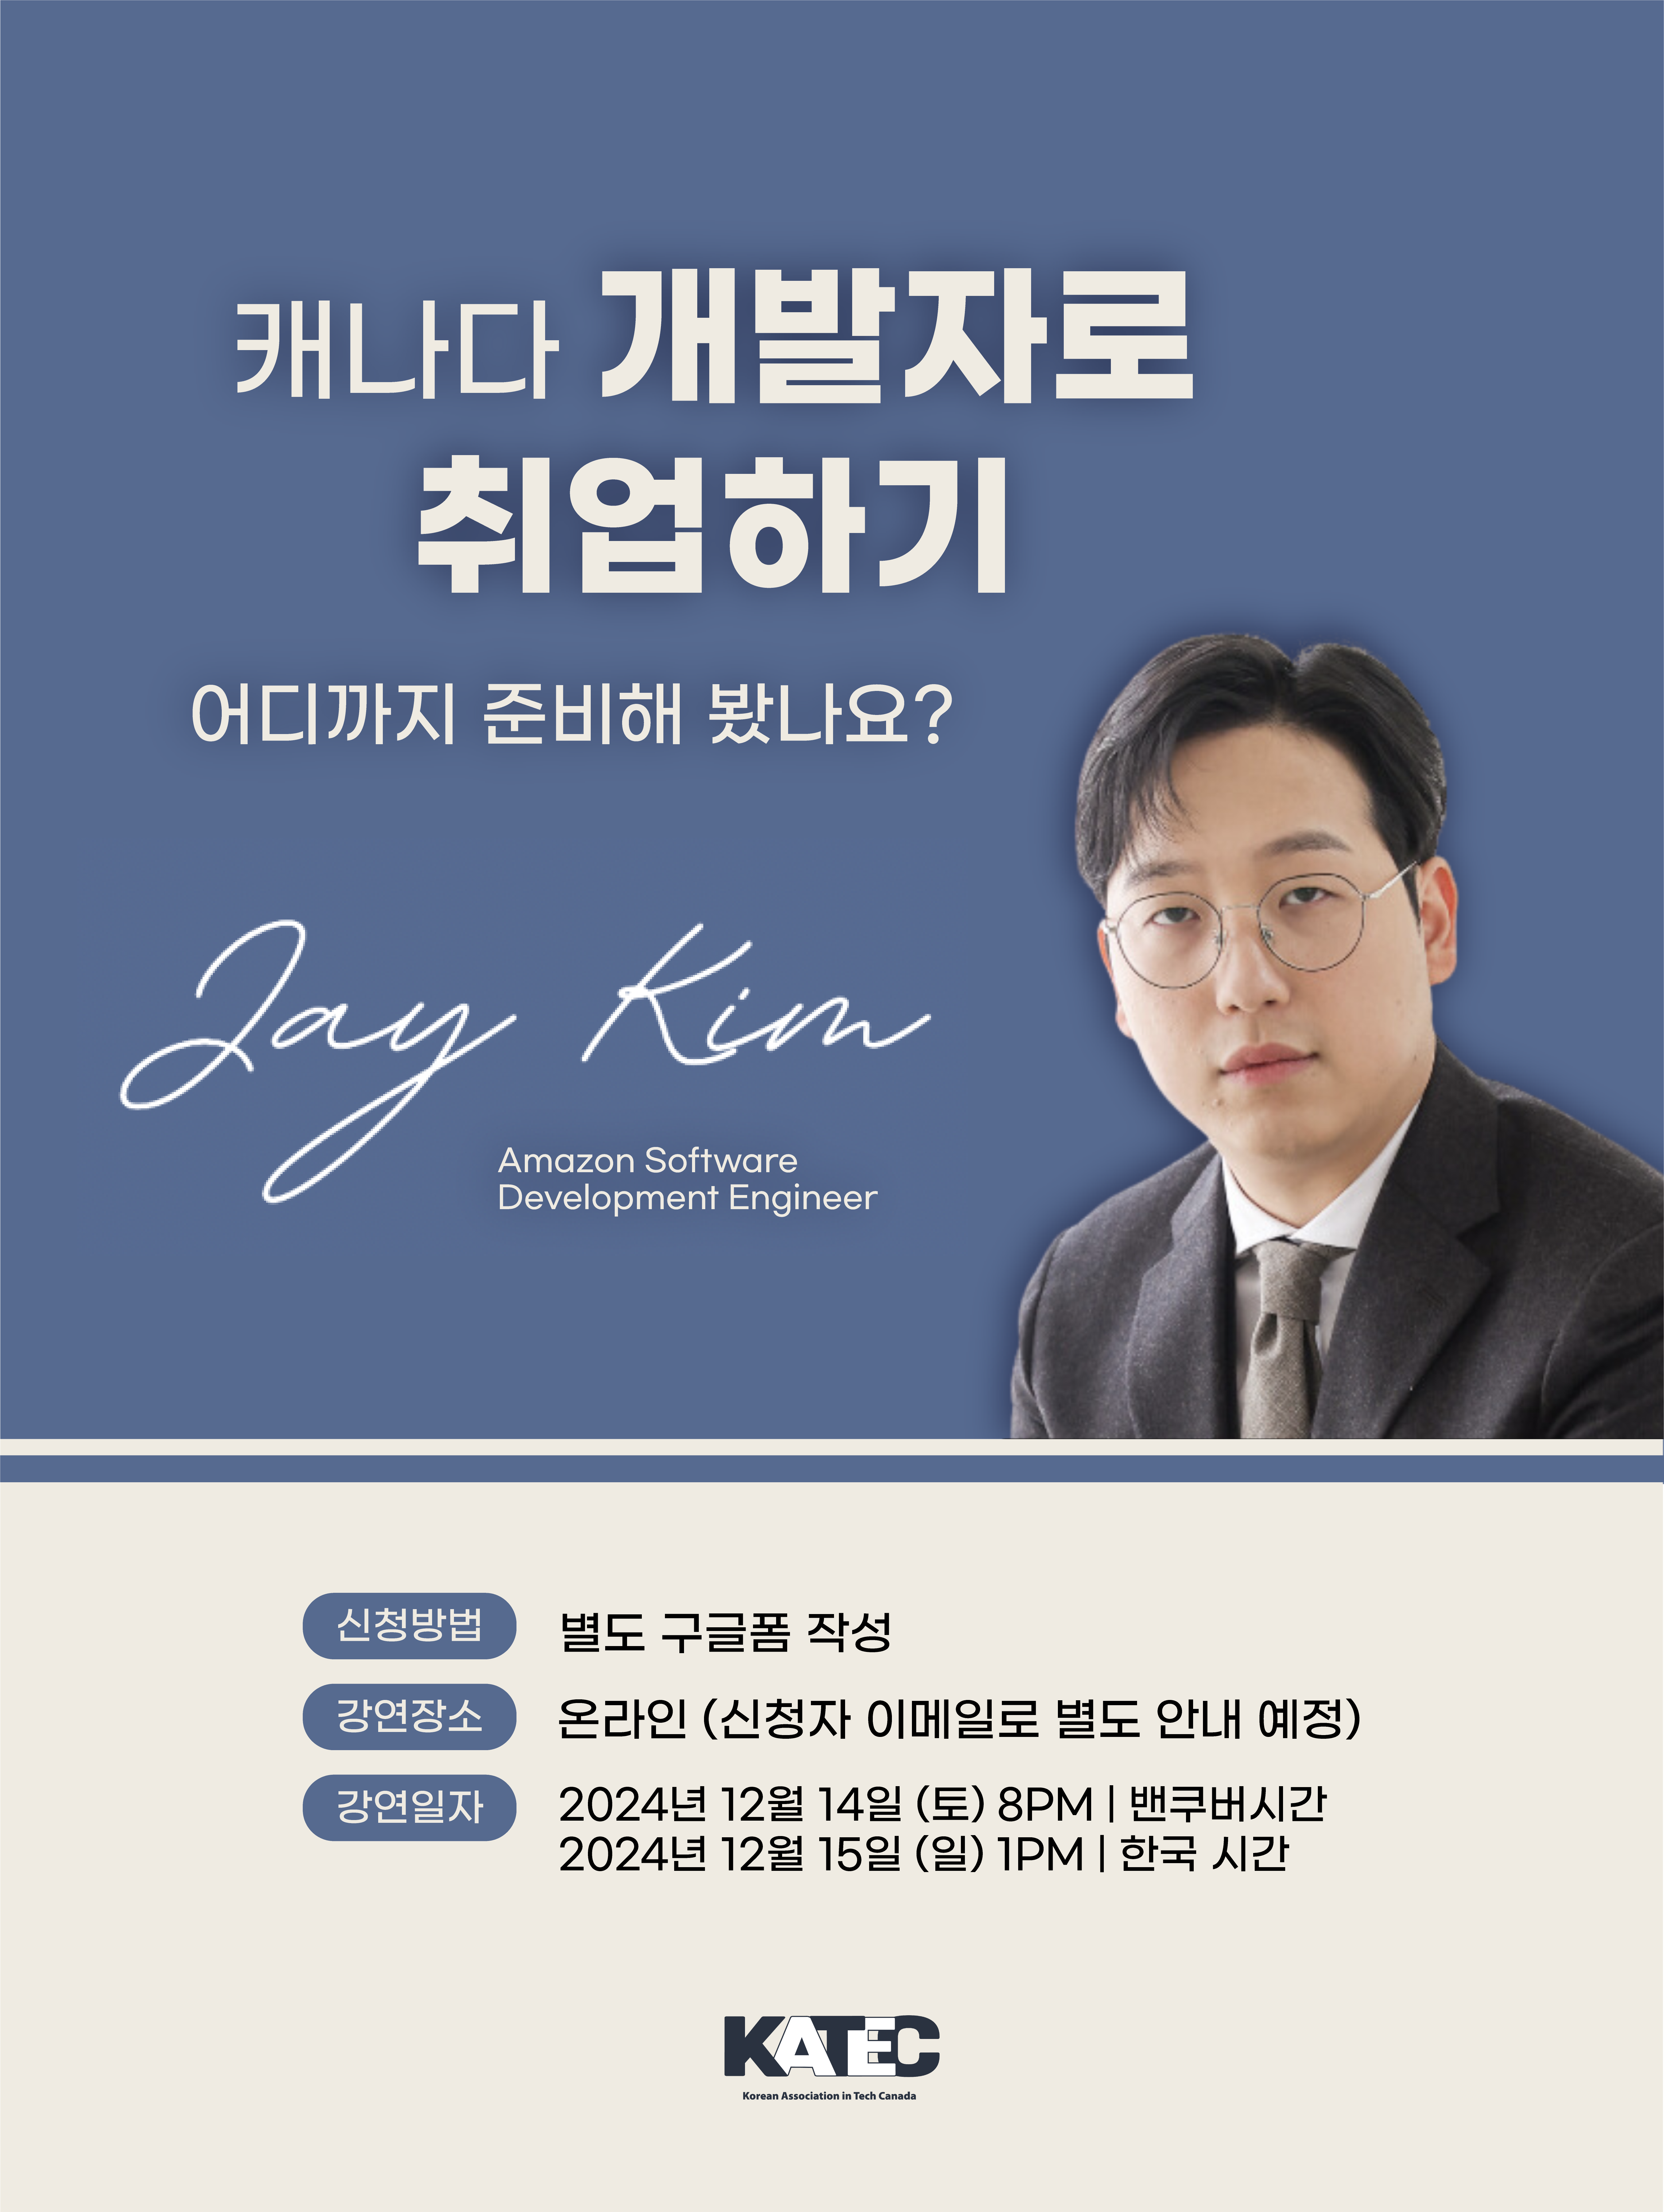 캐나다 개발자로
취업하기
어디까지 준비해 봤나요?
Jay Kim
Amazon Software
Development Engineer
신청방법 별도 구글폼 작성
강연장소 온라인 (신청자 이메일로 별도 안내 예정)
강연일자 2024년 12월 14일 (토) 8PM | 밴쿠버시간
2024년 12월 15일 (일) 1PM | 한국 시간
KATEC
Korean Association in Tech Canada